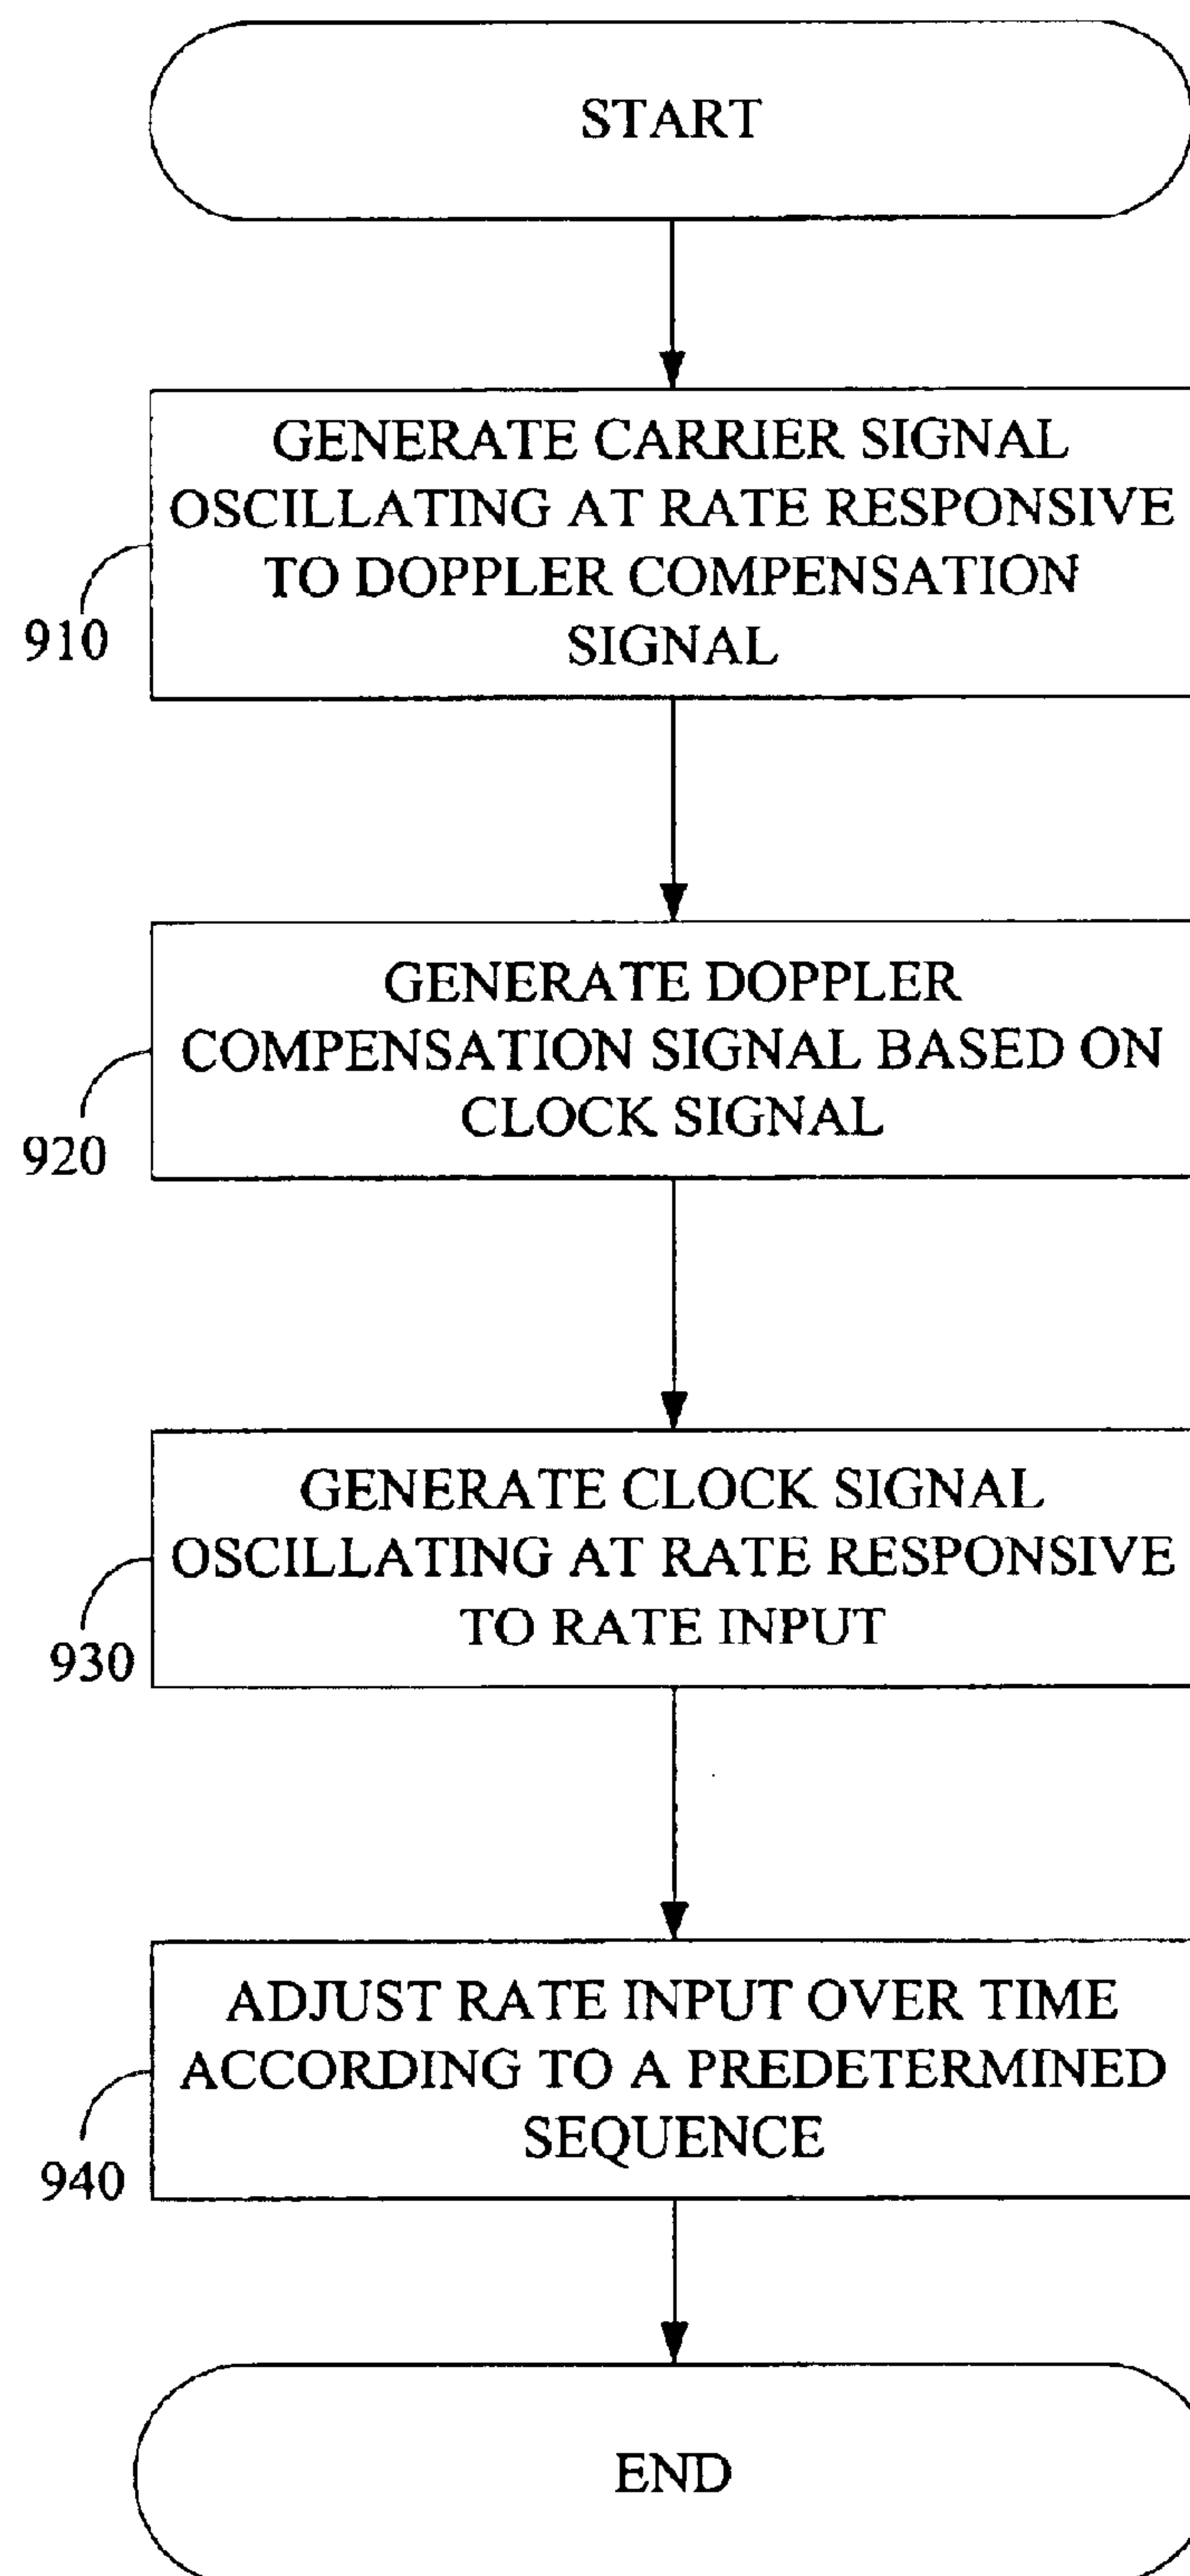 START
GENERATE CARRIER SIGNAL
OSCILLATING AT RATE RESPONSIVE
TO DOPPLER COMPENSATION
SIGNAL
910
GENERATE DOPPLER
COMPENSATION SIGNAL BASED ON
CLOCK SIGNAL
920
GENERATE CLOCK SIGNAL
OSCILLATING AT RATE RESPONSIVE
TO RATE INPUT
930
ADJUST RATE INPUT OVER TIME
ACCORDING TO A PREDETERMINED
SEQUENCE
940
END